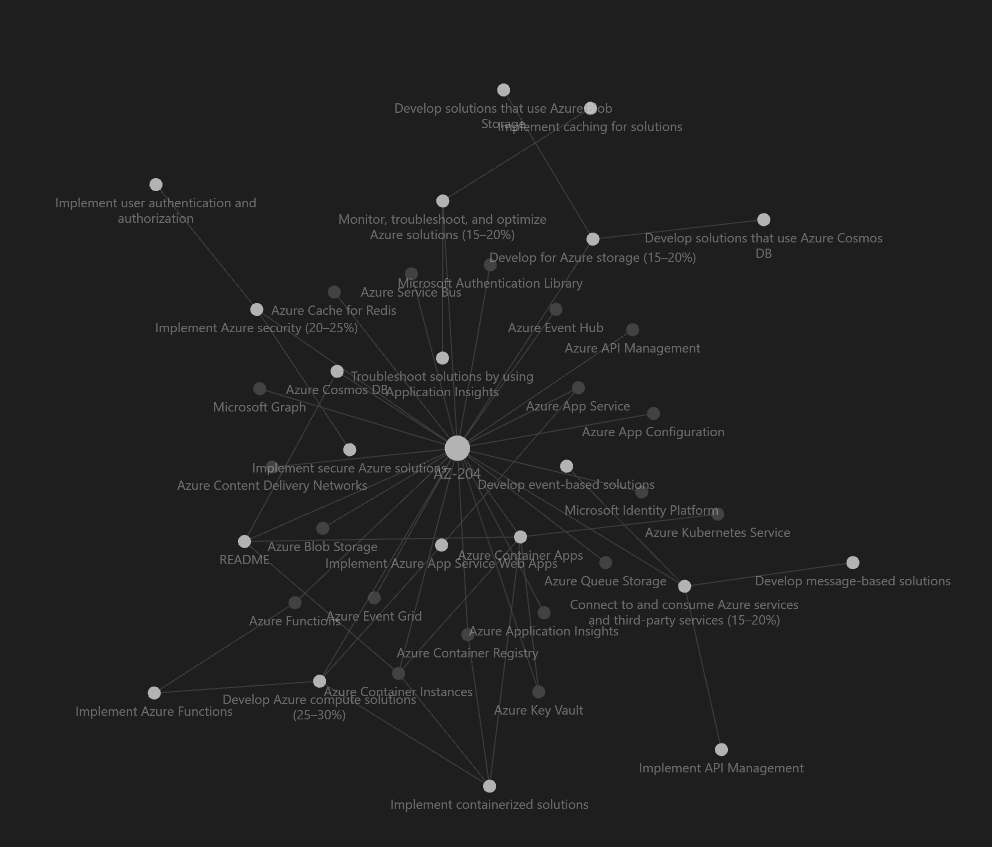 Develop solutions that use Azure Blob
Storage
Implement caching for solutions
Implement user authentication and
authorization
Monitor, troubleshoot, and optimize
Azure solutions (15–20%)
Develop solutions that use Azure Cosmos
DB
Develop for Azure storage (15–20%)
Microsoft Authentication Library
Azure Service Bus
Azure Cache for Redis
Implement Azure security (20–25%)
Azure Event Hub
Azure API Management
Troubleshoot solutions by using
Application Insights
Azure Cosmos DB
Microsoft Graph
Azure App Service
Azure App Configuration
Implement secure Azure solutions
AZ-204
Azure Content Delivery Networks
Develop event-based solutions
Microsoft Identity Platform
Azure Kubernetes Service
Azure Blob Storage
README
Azure Container Apps
Implement Azure App Service Web Apps
Azure Queue Storage
Develop message-based solutions
Connect to and consume Azure services
and third-party services (15–20%)
Azure Event Grid
Azure Functions
Azure Application Insights
Azure Container Registry
Azure Container Instances
Develop Azure compute solutions
(25–30%)
Implement Azure Functions
Azure Key Vault
Implement API Management
Implement containerized solutions